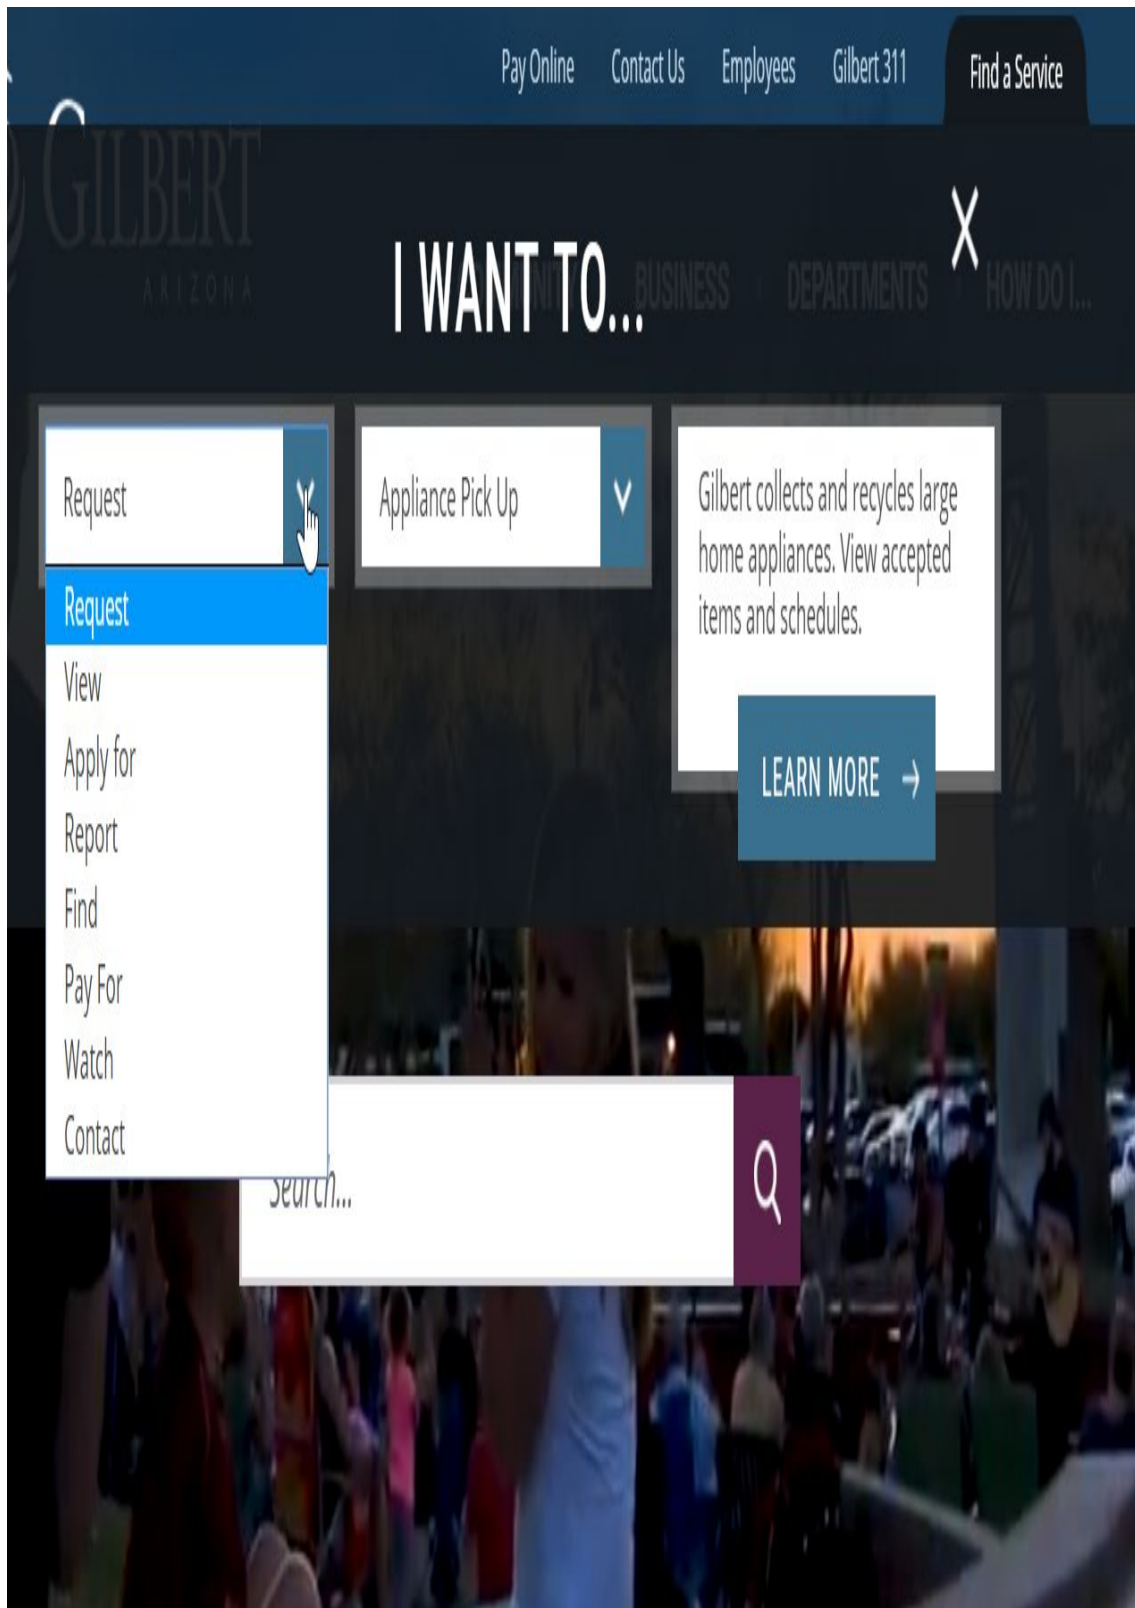 Pay Online Contact Us Employees Gilbert 311 Find a Service
GILBERT
ARIZONA
X
I WANT TO...
BUSINESS DEPARTMENTS HOW DO I...
Request
Appliance Pick Up
Gilbert collects and recycles large
home appliances. View accepted
items and schedules.
LEARN MORE →
Request
View
Apply for
Report
Find
Pay For
Watch
Contact
Search...